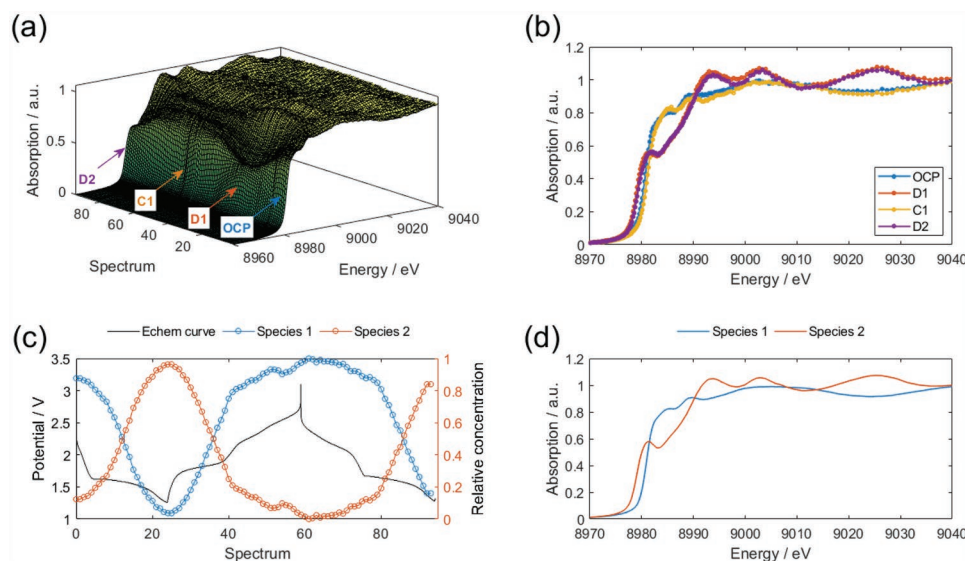 (a)
Absorption / a.u.
1
0.5
0
D2
C1
D1
OCP
80
60
40
20
Spectrum
8960
8980
9000
9020
9040
Energy / eV
(b)
Absorption / a.u.
1.2
1
0.8
0.6
0.4
0.2
0
OCP
D1
C1
D2
8970 8980 8990 9000 9010 9020 9030 9040
Energy / eV
(c)
Echem curve Species 1 Species 2
Potential / V
3.5
3
2.5
2
1.5
1
1
0.8
0.6
0.4
0.2
0
Relative concentration
0 20 40 60 80
Spectrum
(d)
Species 1 Species 2
Absorption / a.u.
1.2
1
0.8
0.6
0.4
0.2
0
8970 8980 8990 9000 9010 9020 9030 9040
Energy / eV